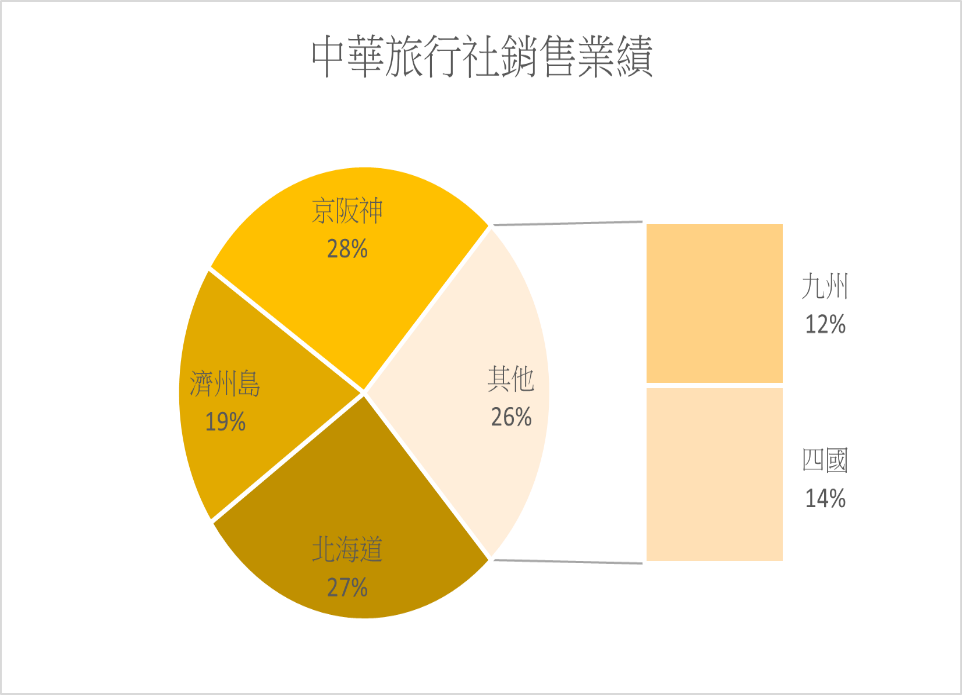 中華旅行社銷售業績
京阪神
28%
濟州島
19%
北海道
27%
其他
26%
九州
12%
四國
14%